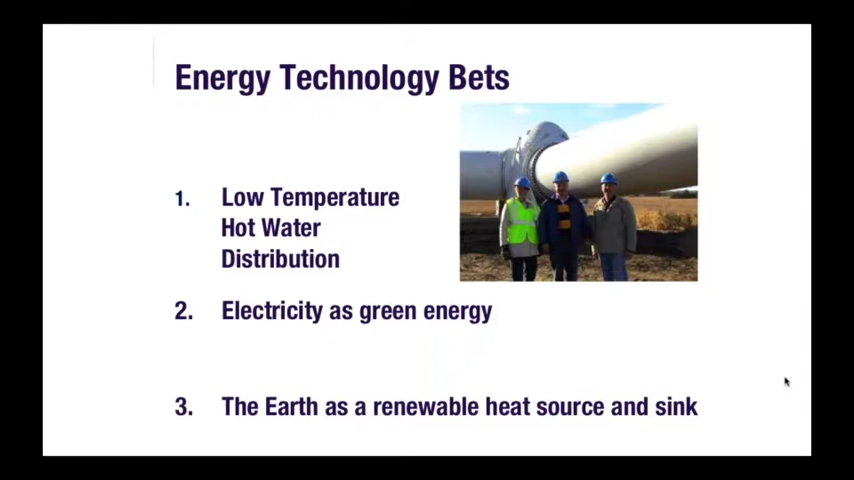 Energy Technology Bets
1. Low Temperature
Hot Water
Distribution
2. Electricity as green energy
3. The Earth as a renewable heat source and sink